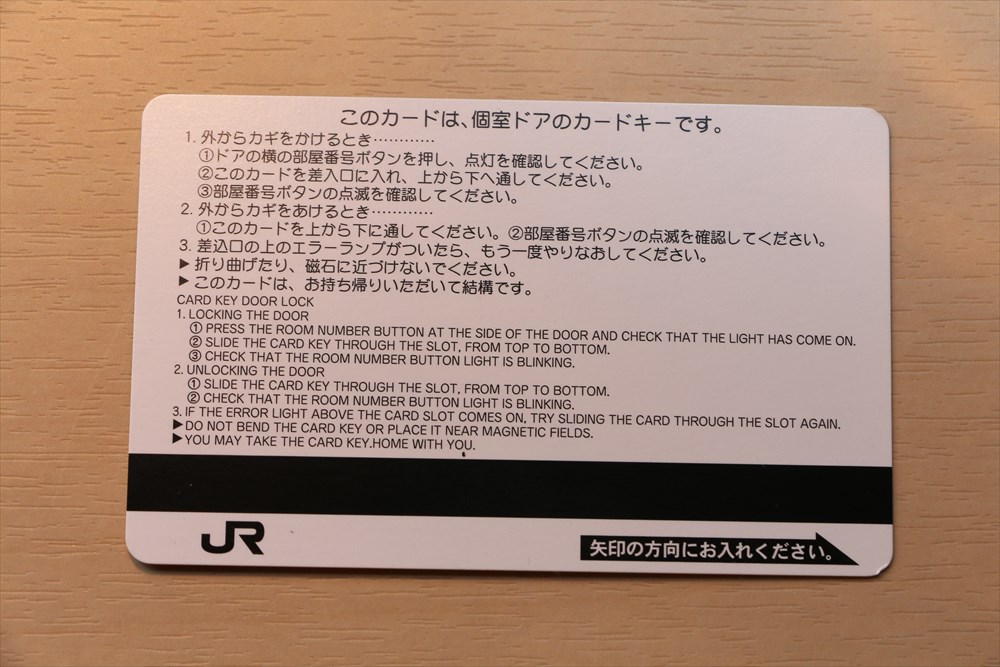 このカードは、個室ドアのカードキーです。
1. 外からカギをかけるとき…………
①ドアの横の部屋番号ボタンを押し、点灯を確認してください。
②このカードを差入口に入れ、上から下へ通してください。
③部屋番号ボタンの点滅を確認してください。
2. 外からカギをあけるとき…………
①このカードを上から下に通してください。②部屋番号ボタンの点滅を確認してください。
3. 差込口の上のエラーランプがついたら、もう一度やりなおしてください。
▶折り曲げたり、磁石に近づけないでください。
▶このカードは、お持ち帰りいただいて結構です。
CARD KEY DOOR LOCK
1. LOCKING THE DOOR
① PRESS THE ROOM NUMBER BUTTON AT THE SIDE OF THE DOOR AND CHECK THAT THE LIGHT HAS COME ON.
② SLIDE THE CARD KEY THROUGH THE SLOT, FROM TOP TO BOTTOM.
③ CHECK THAT THE ROOM NUMBER BUTTON LIGHT IS BLINKING.
2. UNLOCKING THE DOOR
① SLIDE THE CARD KEY THROUGH THE SLOT, FROM TOP TO BOTTOM.
② CHECK THAT THE ROOM NUMBER BUTTON LIGHT IS BLINKING.
3. IF THE ERROR LIGHT ABOVE THE CARD SLOT COMES ON, TRY SLIDING THE CARD THROUGH THE SLOT AGAIN.
▶DO NOT BEND THE CARD KEY OR PLACE IT NEAR MAGNETIC FIELDS.
▶YOU MAY TAKE THE CARD KEY.HOME WITH YOU.
JR
矢印の方向にお入れください。